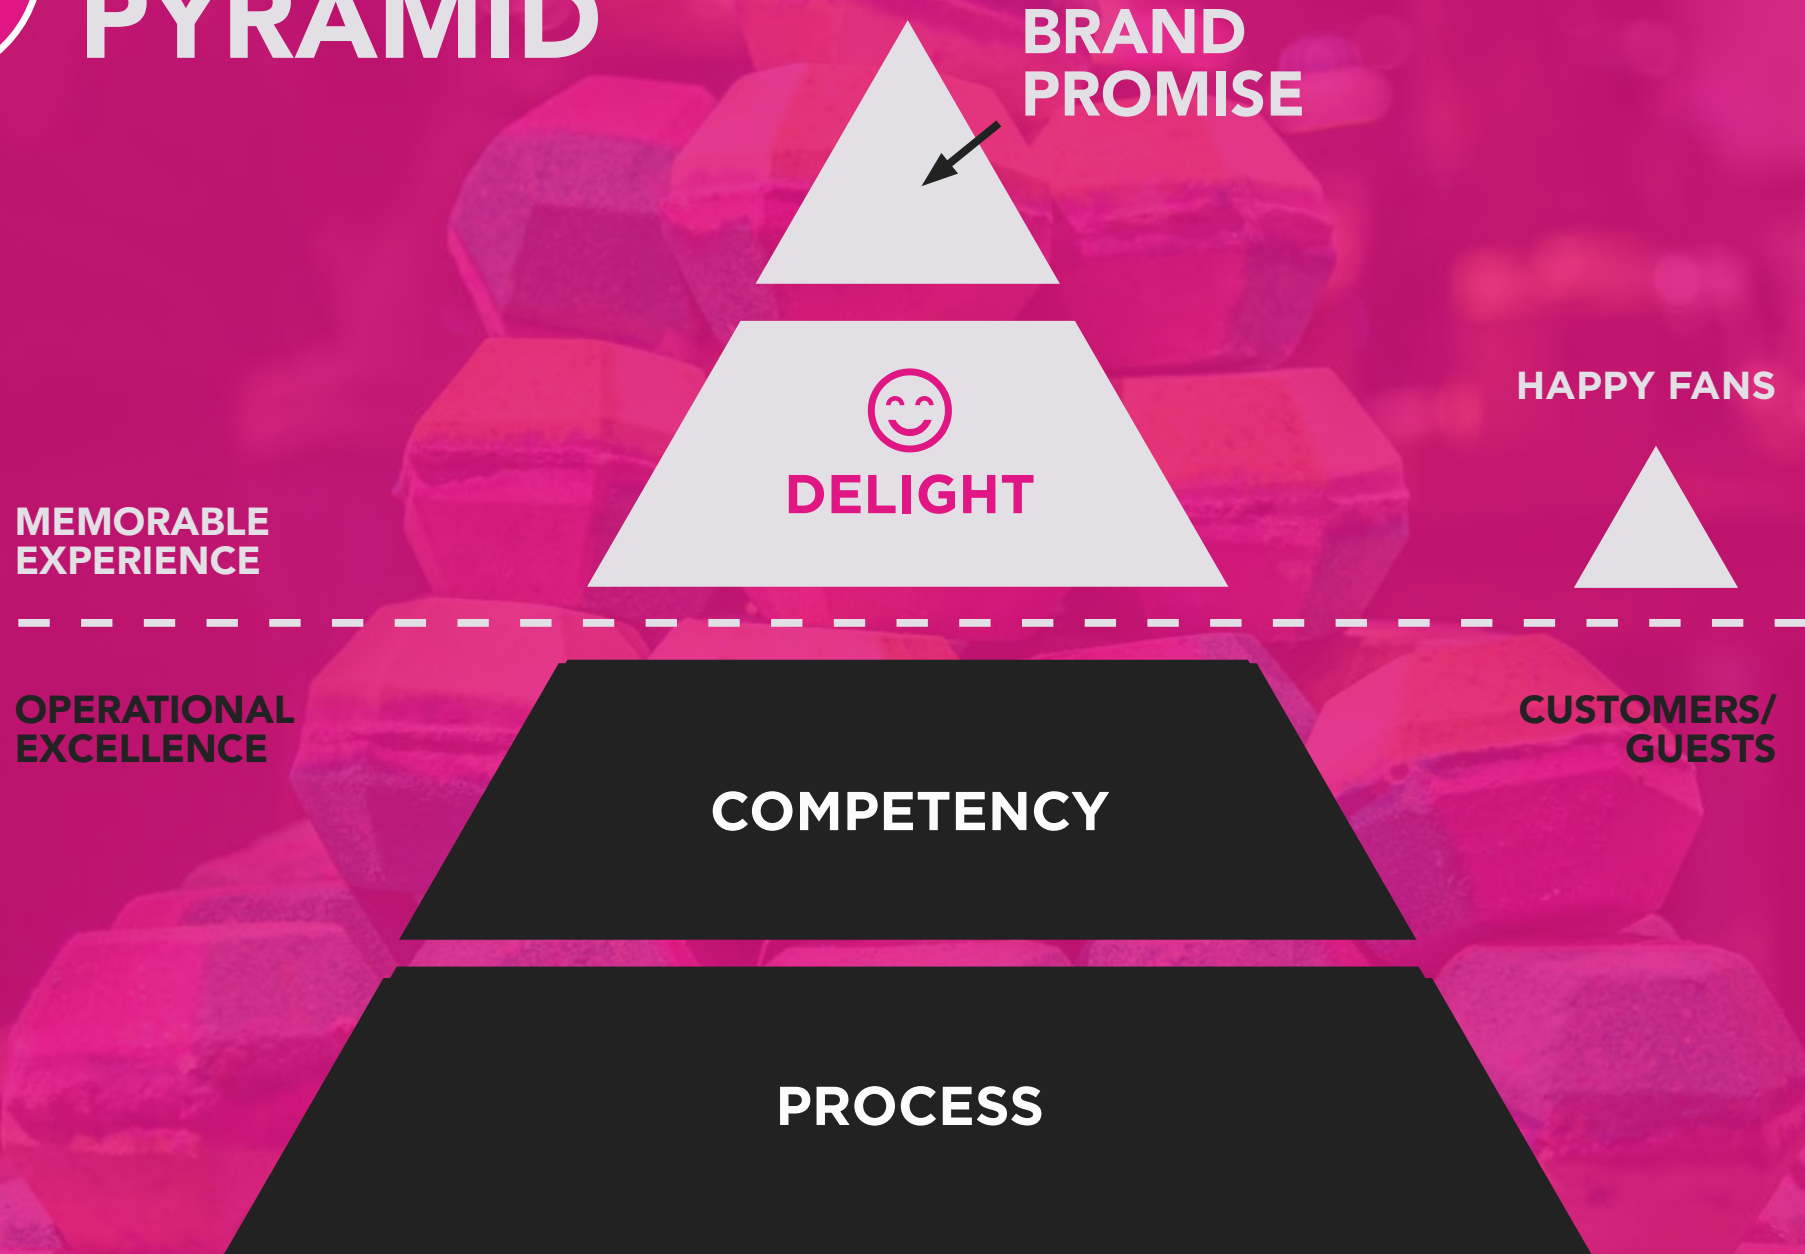 PYRAMID
BRAND
PROMISE
DELIGHT
HAPPY FANS
MEMORABLE
EXPERIENCE
OPERATIONAL
EXCELLENCE
CUSTOMERS/
GUESTS
COMPETENCY
PROCESS